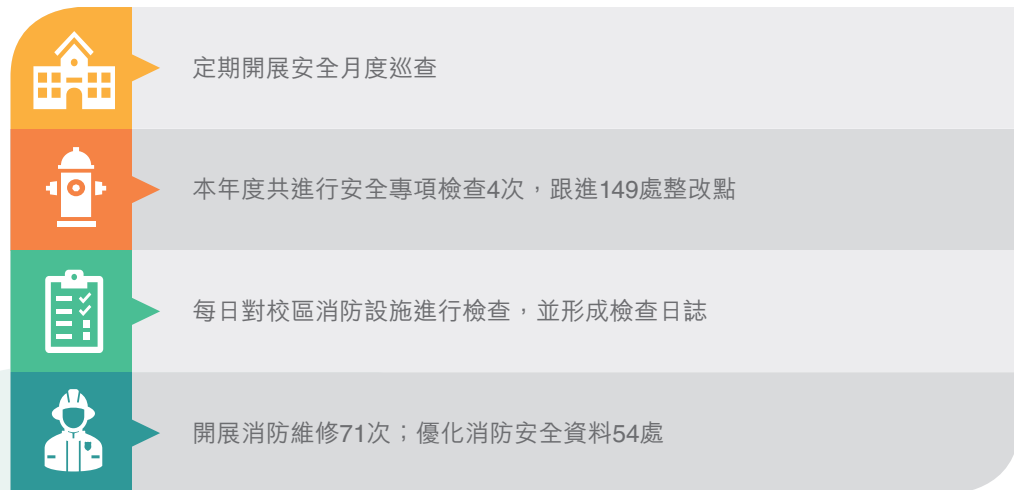 定期開展安全月度巡查
本年度共進行安全專項檢查4次，跟進149處整改點
每日對校區消防設施進行檢查，並形成檢查日誌
開展消防維修71次；優化消防安全資料54處